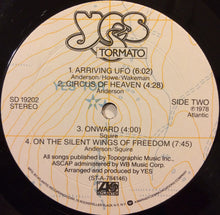 YES
TORMATO
1. ARRIVING UFO (6:02)
Anderson/Howe/Wakeman
2. CIRCUS OF HEAVEN (4:28)
Anderson
SD 19202
STEREO
YES
SIDE TWO
℗1978
Atlantic
3. ONWARD (4:00)
Squire
4. ON THE SILENT WINGS OF FREEDOM (7:45)
Anderson/Squire
All songs published by Topographic Music Inc.
ASCAP administered by WB Music Corp.
Arranged and produced by YES
(ST-A-784146)